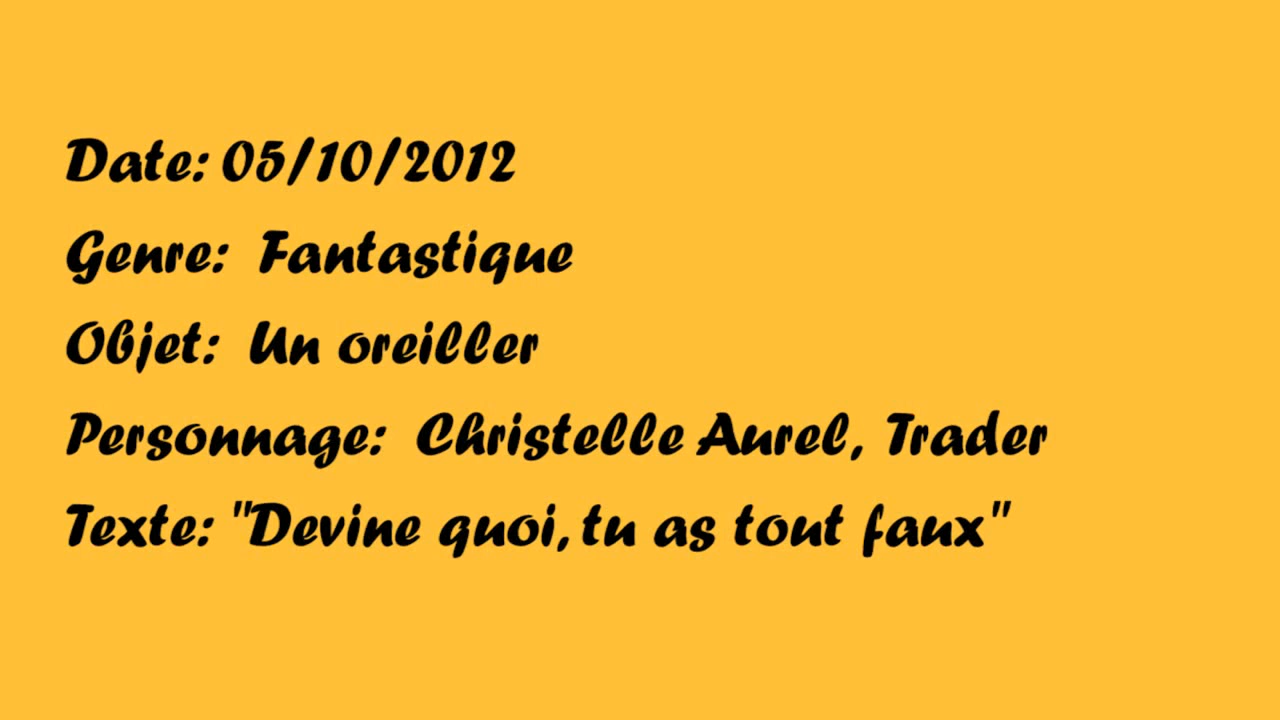 Date: 05/10/2012
Genre: Fantastique
Objet: Un oreiller
Personnage: Christelle Aurel, Trader
Texte: "Devine quoi, tu as tout faux"